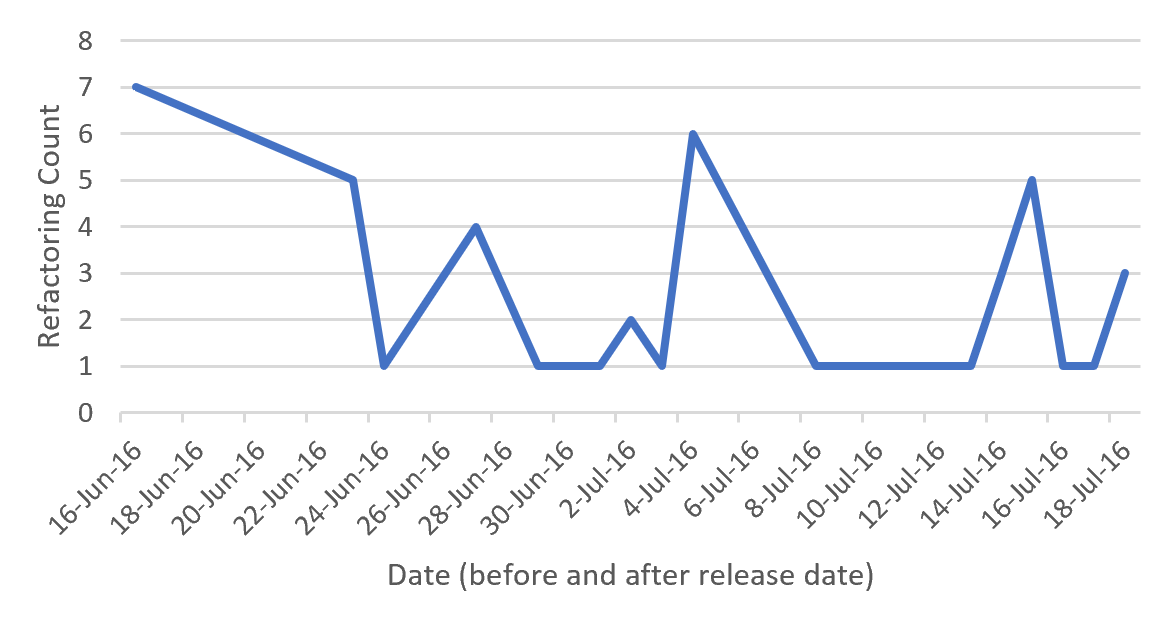 8
7
6
5
4
3
2
1
0
Refactoring Count
16-Jun-16
18-Jun-16
20-Jun-16
22-Jun-16
24-Jun-16
26-Jun-16
28-Jun-16
30-Jun-16
2-Jul-16
4-Jul-16
6-Jul-16
8-Jul-16
10-Jul-16
12-Jul-16
14-Jul-16
16-Jul-16
18-Jul-16
Date (before and after release date)